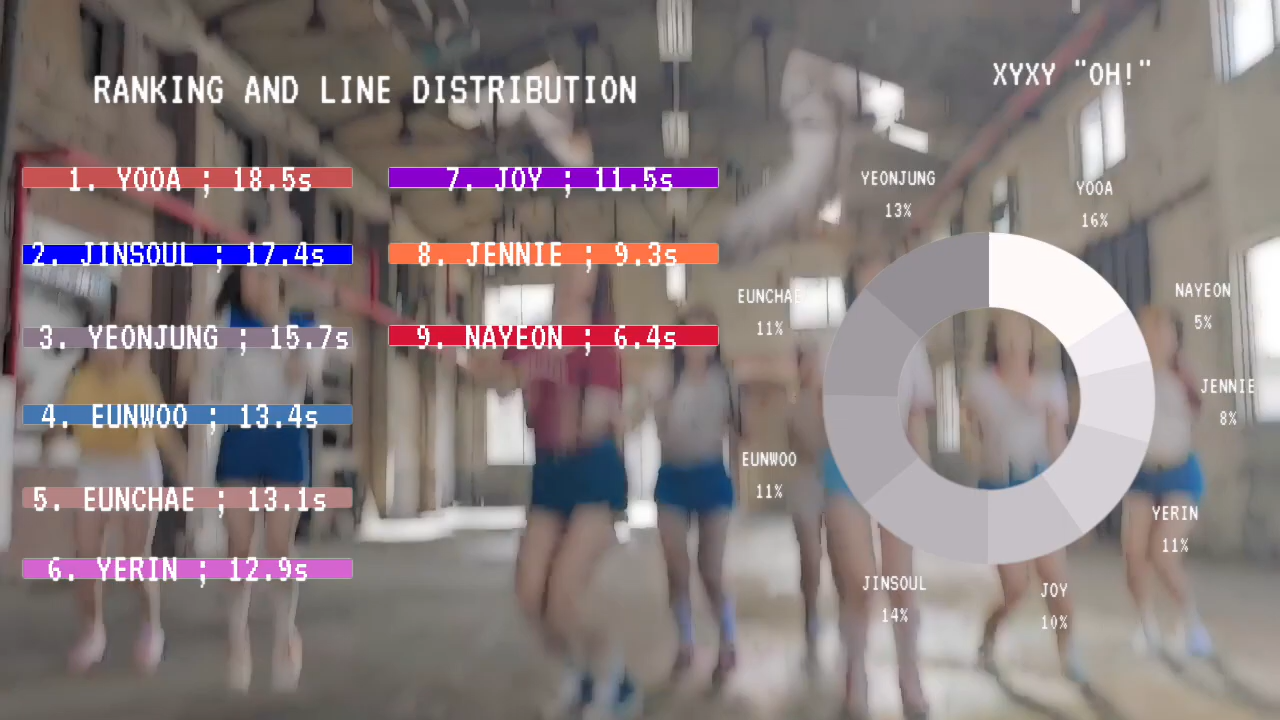 RANKING AND LINE DISTRIBUTION
1. YOOA ; 18.5s
2. JINSOUL ; 17.4s
3. YEONJUNG ; 15.7s
4. EUNWOO ; 13.4s
5. EUNCHAE ; 13.1s
6. YERIN ; 12.9s
7. JOY ; 11.5s
8. JENNIE ; 9.3s
9. NAYEON ; 6.4s
XYXY "OH!"
YEONJUNG
13%
YOOA
16%
NAYEON
5%
JENNIE
8%
YERIN
11%
JOY
10%
JINSOUL
14%
EUNWOO
11%
EUNCHAE
11%